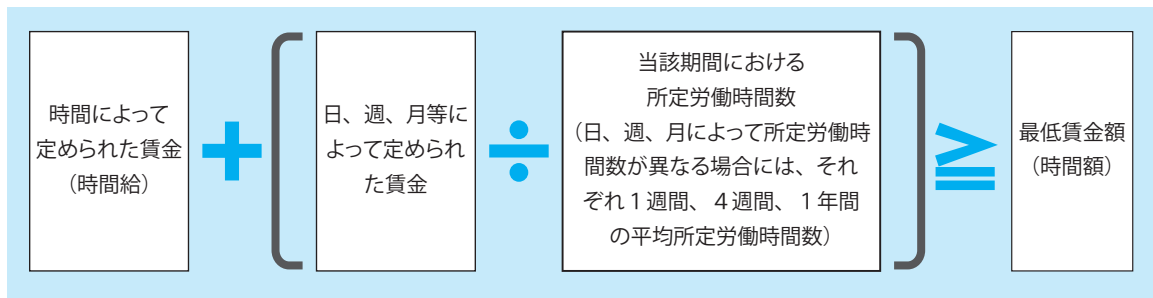 時間によって
定められた賃金
（時間給）
＋
日、週、月等に
よって定められ
た賃金
÷
当該期間における
所定労働時間数
（日、週、月によって所定労働時
間数が異なる場合には、それ
ぞれ１週間、４週間、１年間
の平均所定労働時間数）
≧
最低賃金額
（時間額）